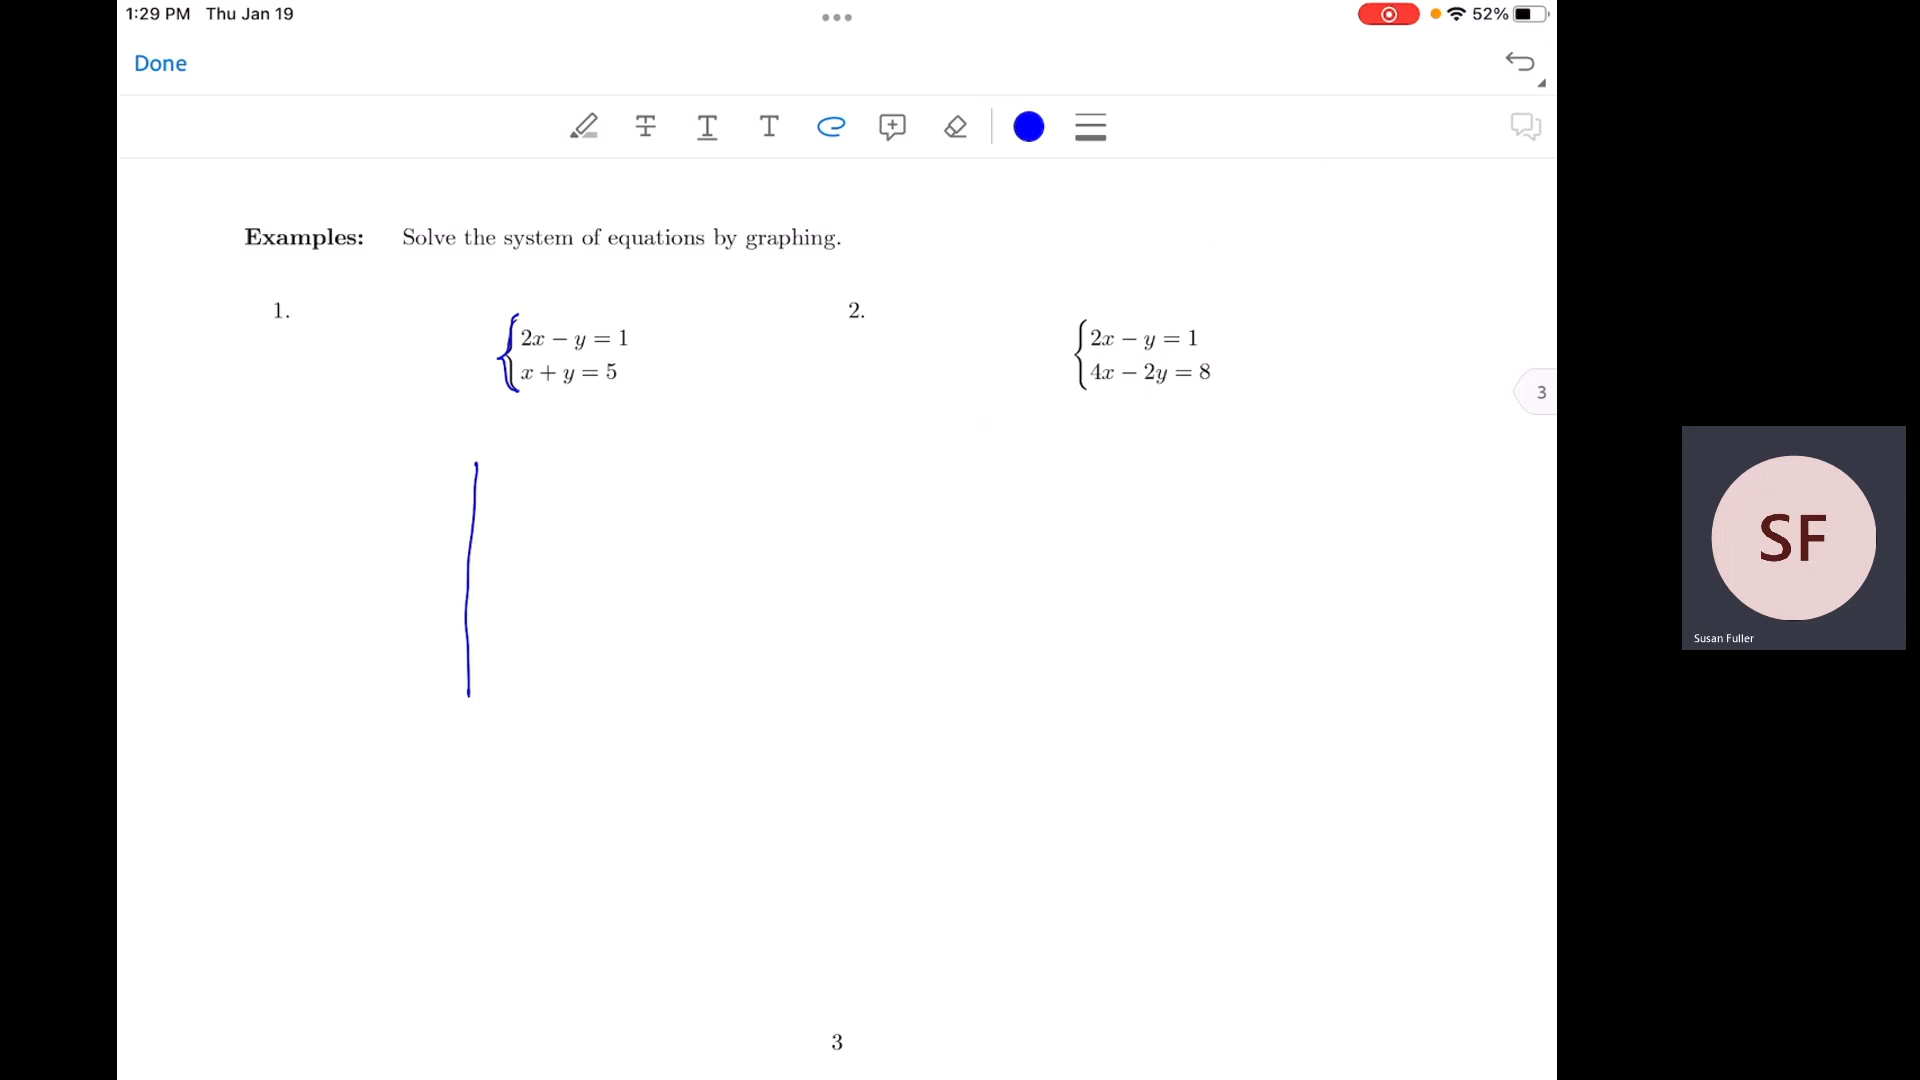 1:29 PM Thu Jan 19
52%
Done
T T T
Examples: Solve the system of equations by graphing.
1.
2x − y = 1
x + y = 5
2.
2x − y = 1
4x − 2y = 8
3
SF
Susan Fuller
3